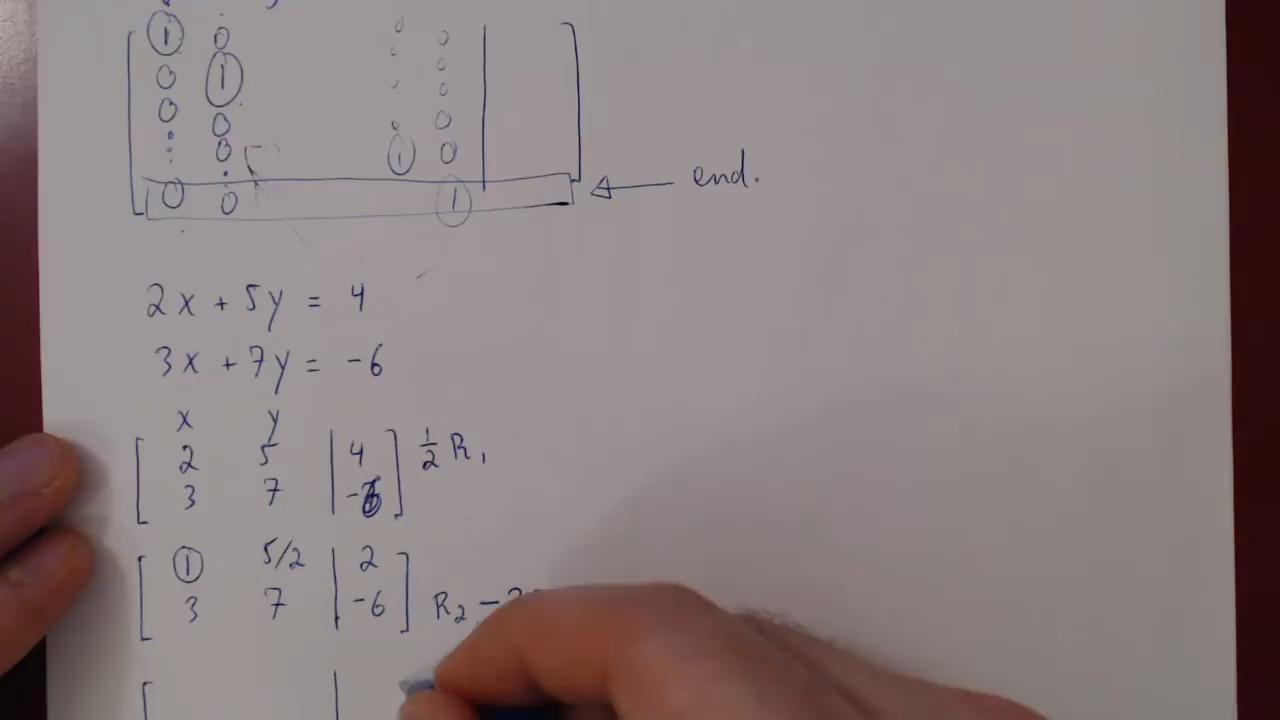 1 0 0 0
0 1 0
0 0 0
0 1 0
0 0 1 ← end.
2x + 5y = 4
3x + 7y = -6
x y
[ 2 5 | 4 ] 1/2 R₁
[ 3 7 | -6 ]
[ 1 5/2 | 2 ]
[ 3 7 | -6 ] R₂ -